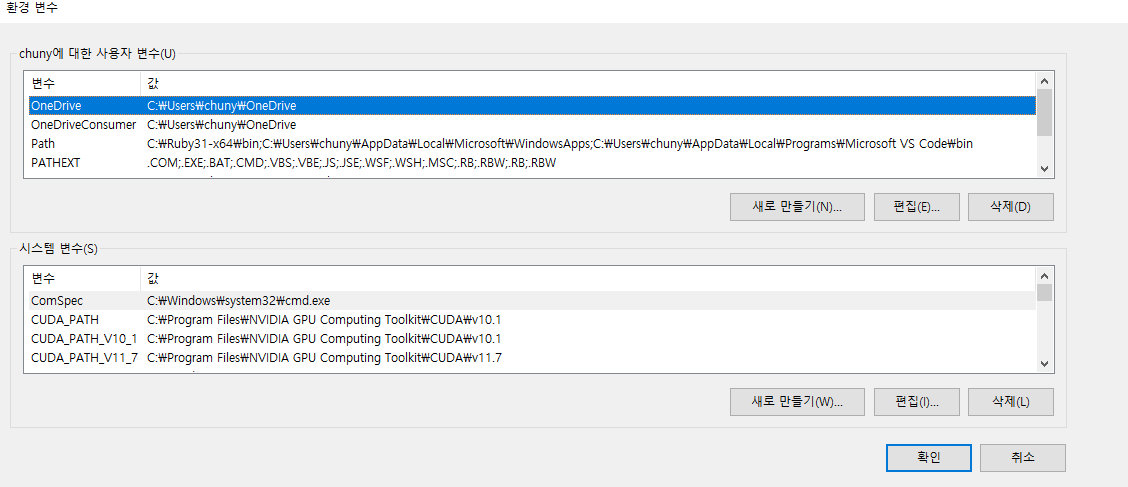 환경 변수
chuny에 대한 사용자 변수(U)
변수 값
OneDrive C:₩Users₩chuny₩OneDrive
OneDriveConsumer C:₩Users₩chuny₩OneDrive
Path C:₩Ruby31-x64₩bin;C:₩Users₩chuny₩AppData₩Local₩Microsoft₩WindowsApps;C:₩Users₩chuny₩AppData₩Local₩Programs₩Microsoft VS Code₩bin
PATHEXT .COM;.EXE;.BAT;.CMD;.VBS;.VBE;.JS;.JSE;.WSF;.WSH;.MSC;.RB;.RBW;.RB;.RBW
새로 만들기(N)... 편집(E)... 삭제(D)
시스템 변수(S)
변수 값
ComSpec C:₩Windows₩system32₩cmd.exe
CUDA_PATH C:₩Program Files₩NVIDIA GPU Computing Toolkit₩CUDA₩v10.1
CUDA_PATH_V10_1 C:₩Program Files₩NVIDIA GPU Computing Toolkit₩CUDA₩v10.1
CUDA_PATH_V11_7 C:₩Program Files₩NVIDIA GPU Computing Toolkit₩CUDA₩v11.7
새로 만들기(W)... 편집(I)... 삭제(L)
확인 취소